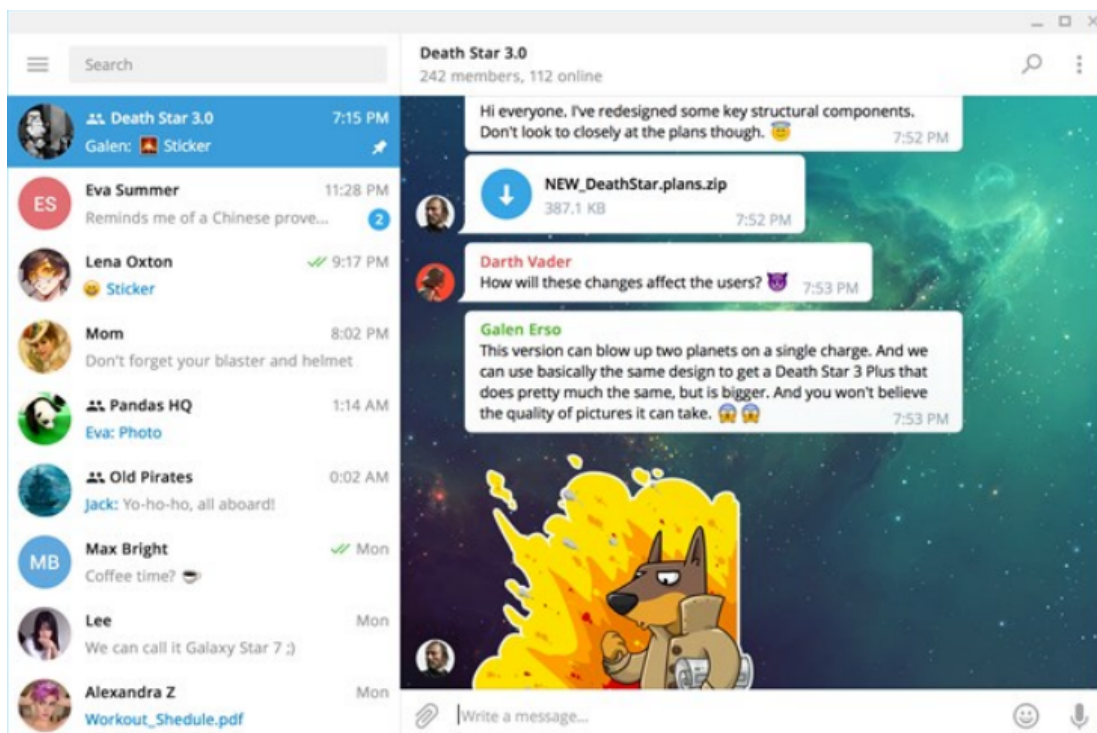 Search
Death Star 3.0
7:15 PM
Galen: Sticker
ES
Eva Summer
11:28 PM
Reminds me of a Chinese prove...
2
Lena Oxton
9:17 PM
Sticker
Mom
8:02 PM
Don't forget your blaster and helmet
Pandas HQ
1:14 AM
Eva: Photo
Old Pirates
0:02 AM
Jack: Yo-ho-ho, all aboard!
MB
Max Bright
Mon
Coffee time?
Lee
Mon
We can call it Galaxy Star 7 ;)
Alexandra Z
Mon
Workout_Shedule.pdf
Death Star 3.0
242 members, 112 online
Hi everyone. I've redesigned some key structural components.
Don't look to closely at the plans though.
7:52 PM
NEW_DeathStar.plans.zip
387.1 KB
7:52 PM
Darth Vader
How will these changes affect the users?
7:53 PM
Galen Erso
This version can blow up two planets on a single charge. And we
can use basically the same design to get a Death Star 3 Plus that
does pretty much the same, but is bigger. And you won't believe
the quality of pictures it can take.
7:53 PM
Write a message...